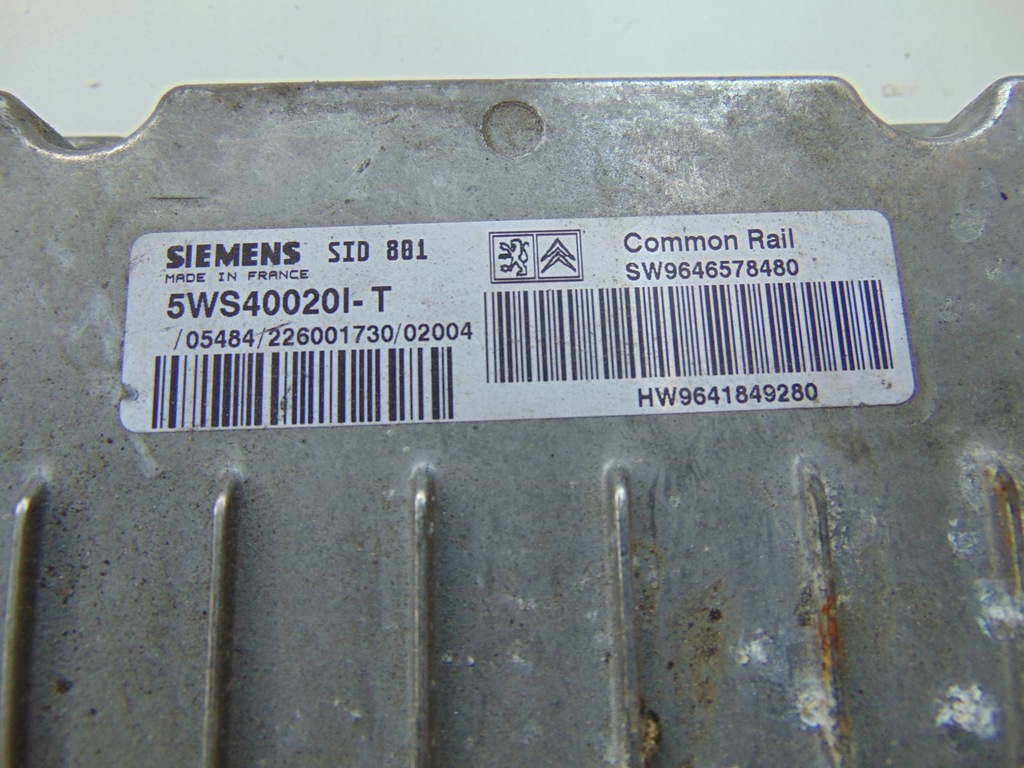 SIEMENS SID 801
MADE IN FRANCE
5WS40020I-T
/05484/226001730/02004
Common Rail
SW9646578480
HW9641849280